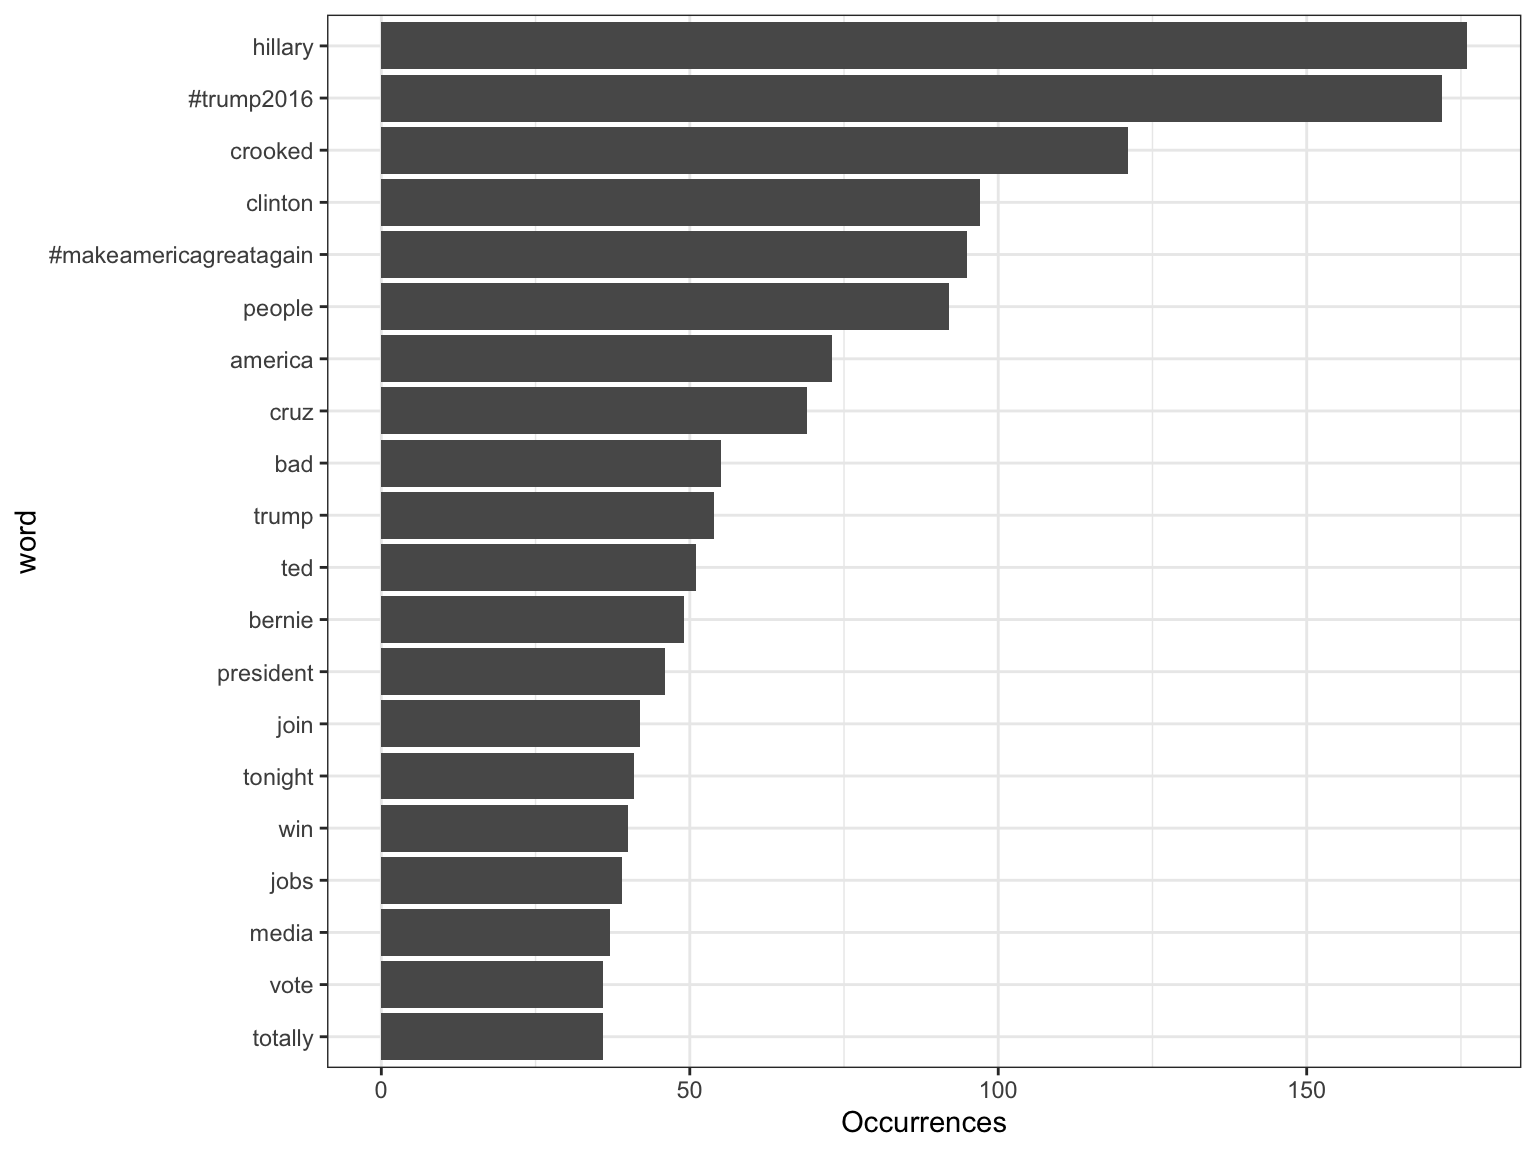 hillary
#trump2016
crooked
clinton
#makeamericagreatagain
people
america
cruz
bad
trump
ted
bernie
president
join
tonight
win
jobs
media
vote
totally
word
0 50 100 150
Occurrences